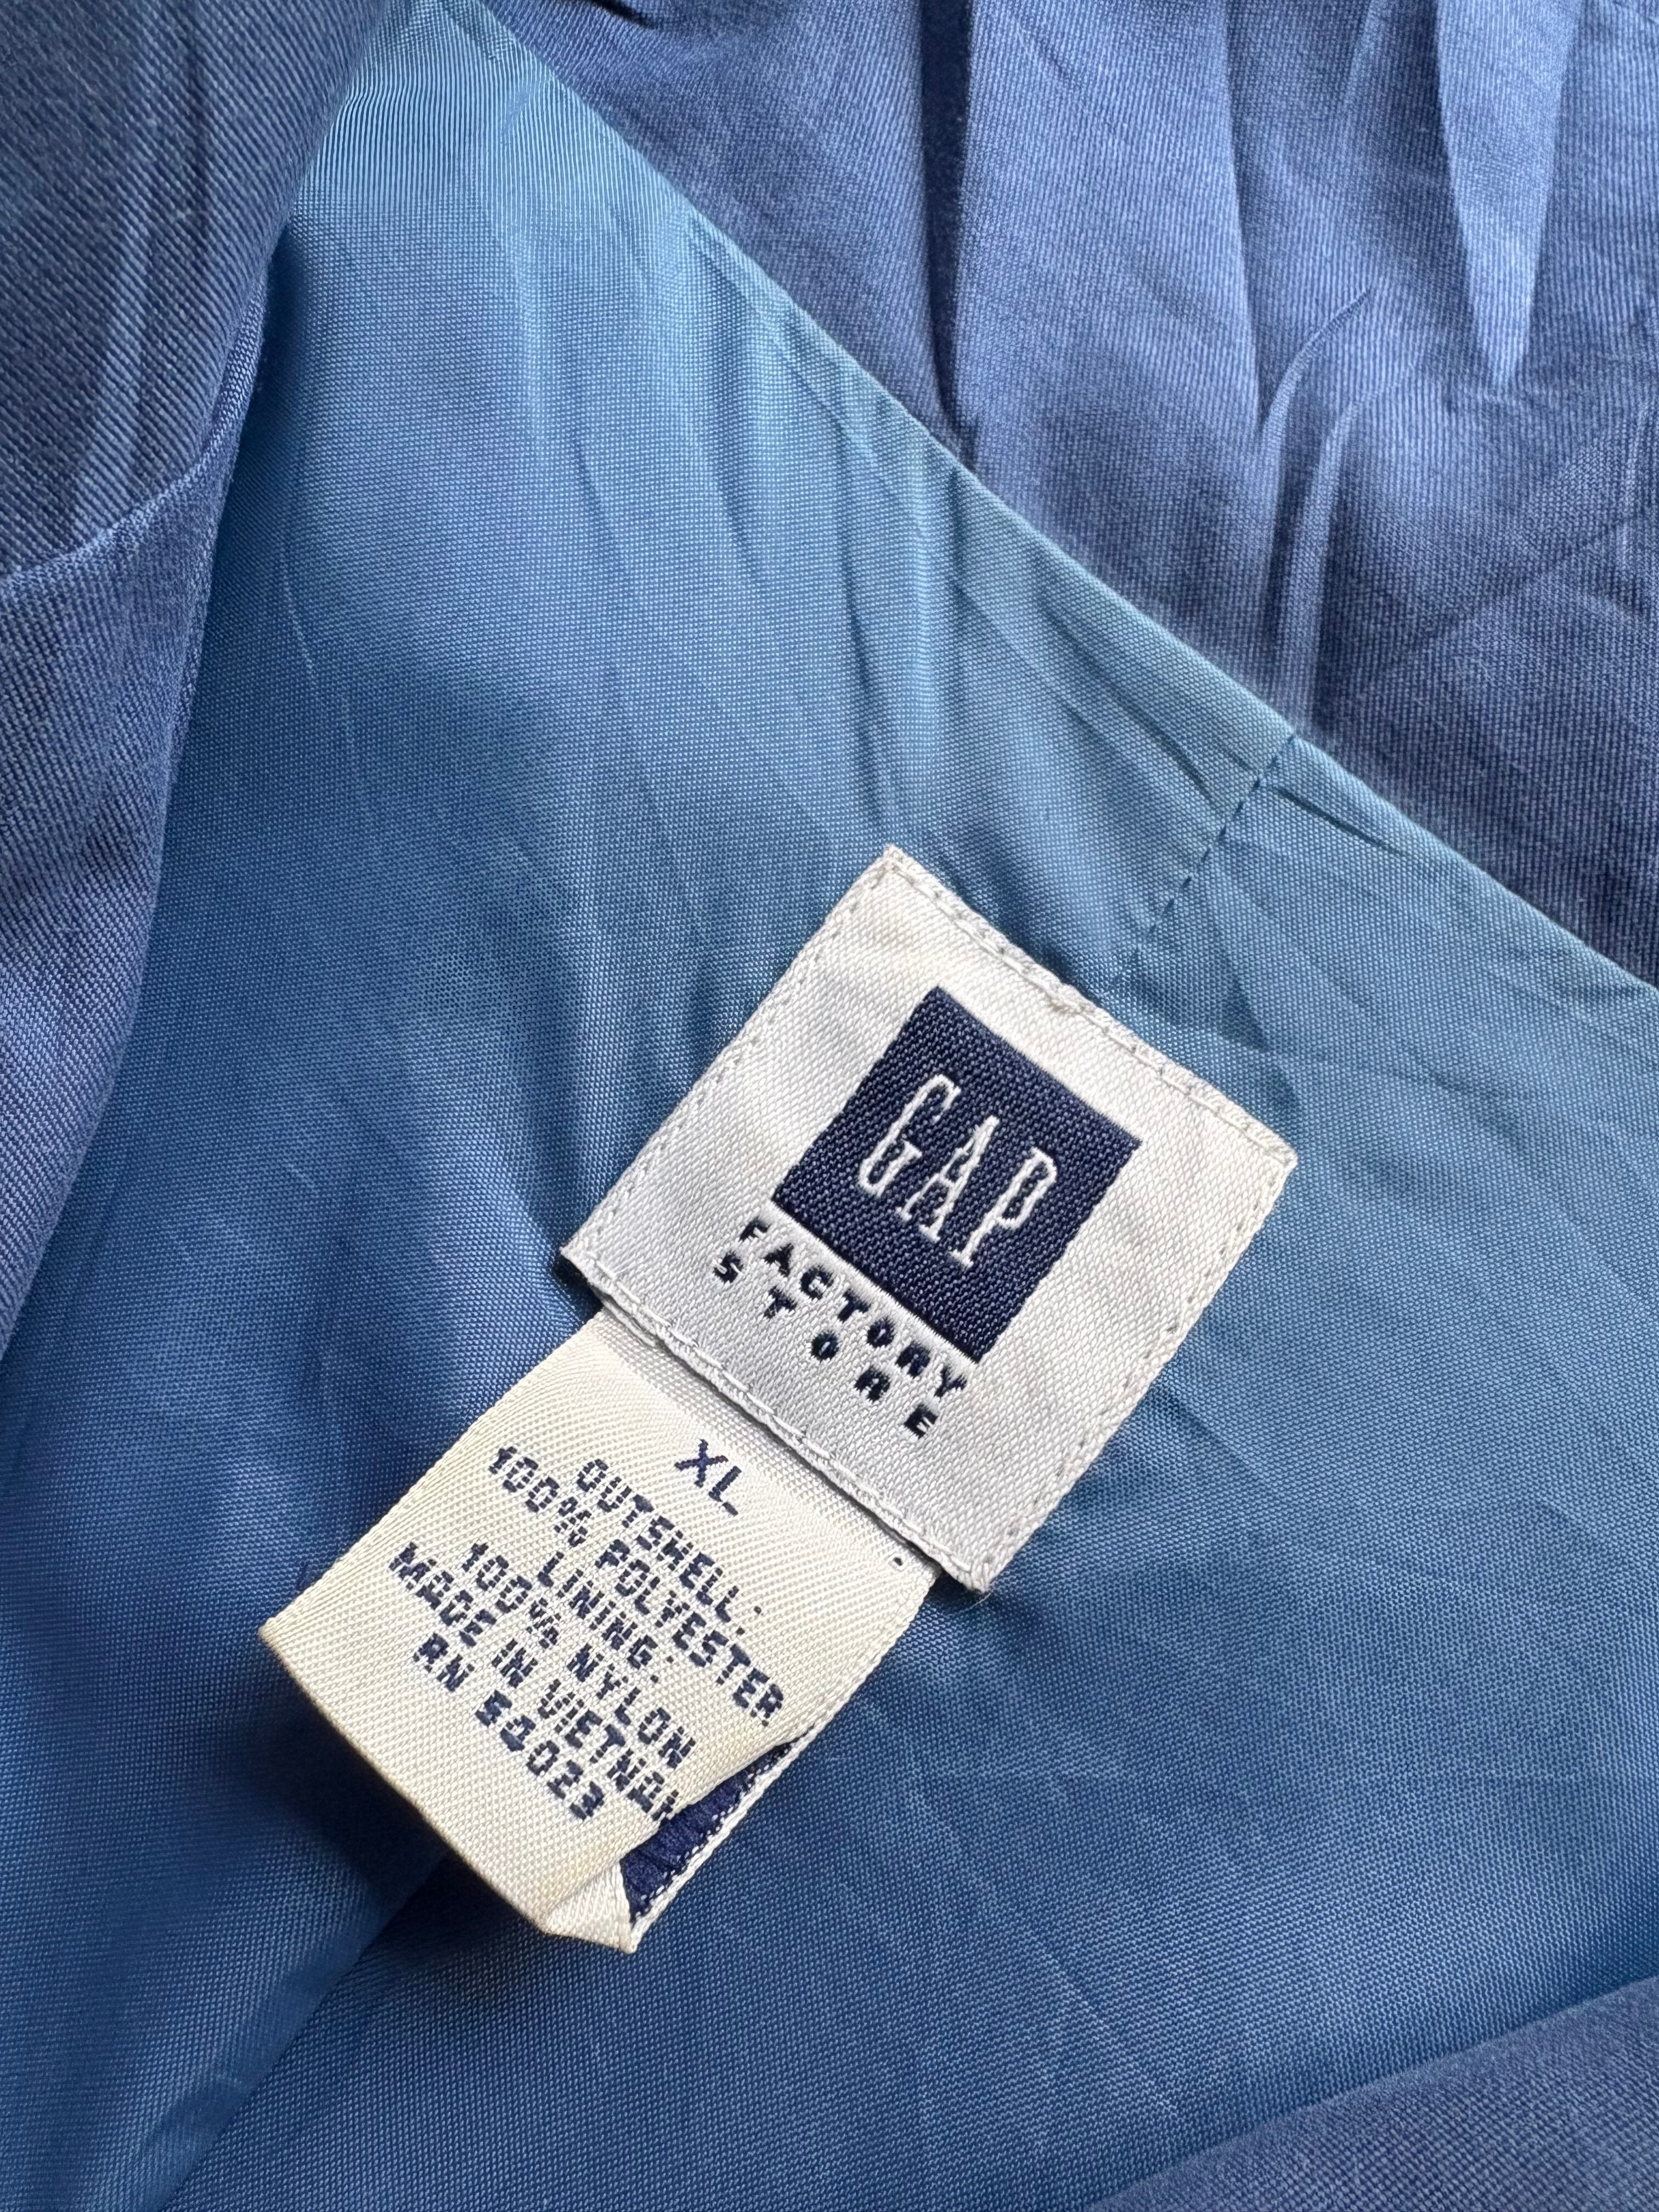 GAP
FACTORY
STORE
XL
OUTSHELL:
100% POLYESTER
LINING:
100% NYLON
MADE IN VIETNAM
RN 54023